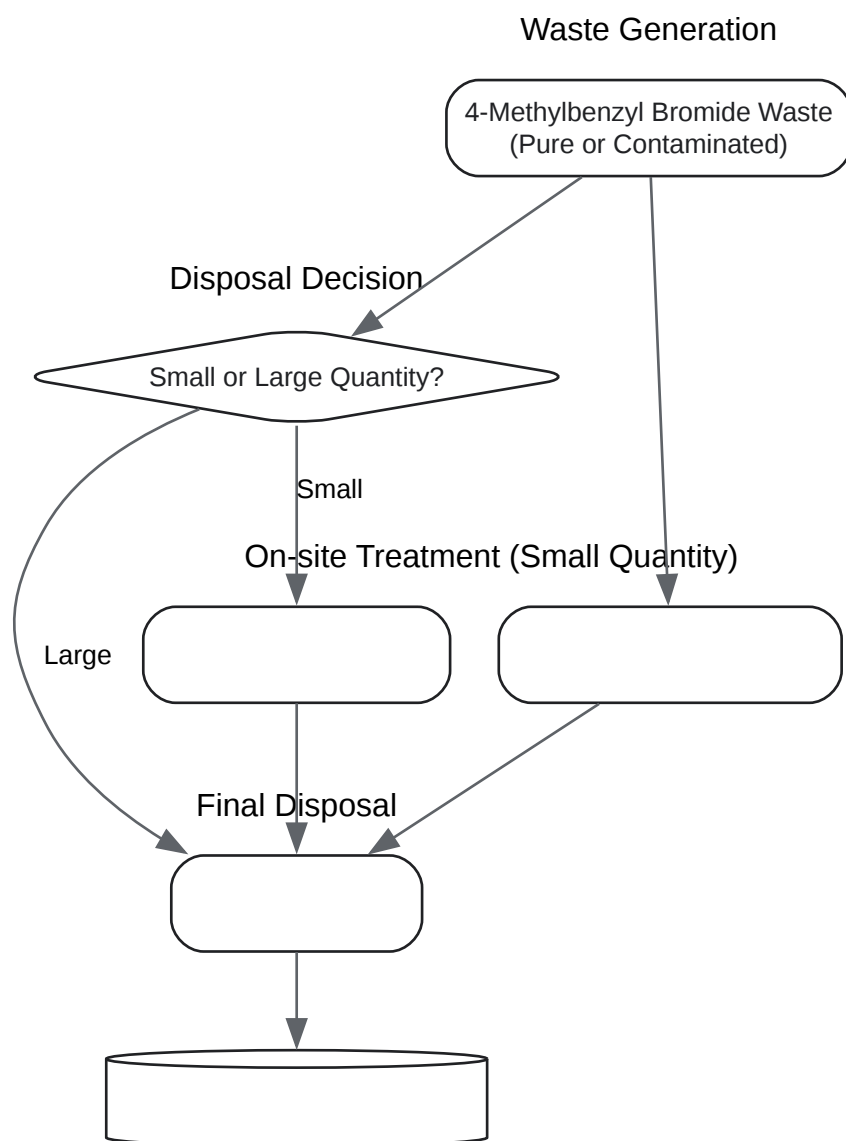 Waste Generation
4-Methylbenzyl Bromide Waste
(Pure or Contaminated)
Disposal Decision
Small or Large Quantity?
Small
On-site Treatment (Small Quantity)
Large
Final Disposal